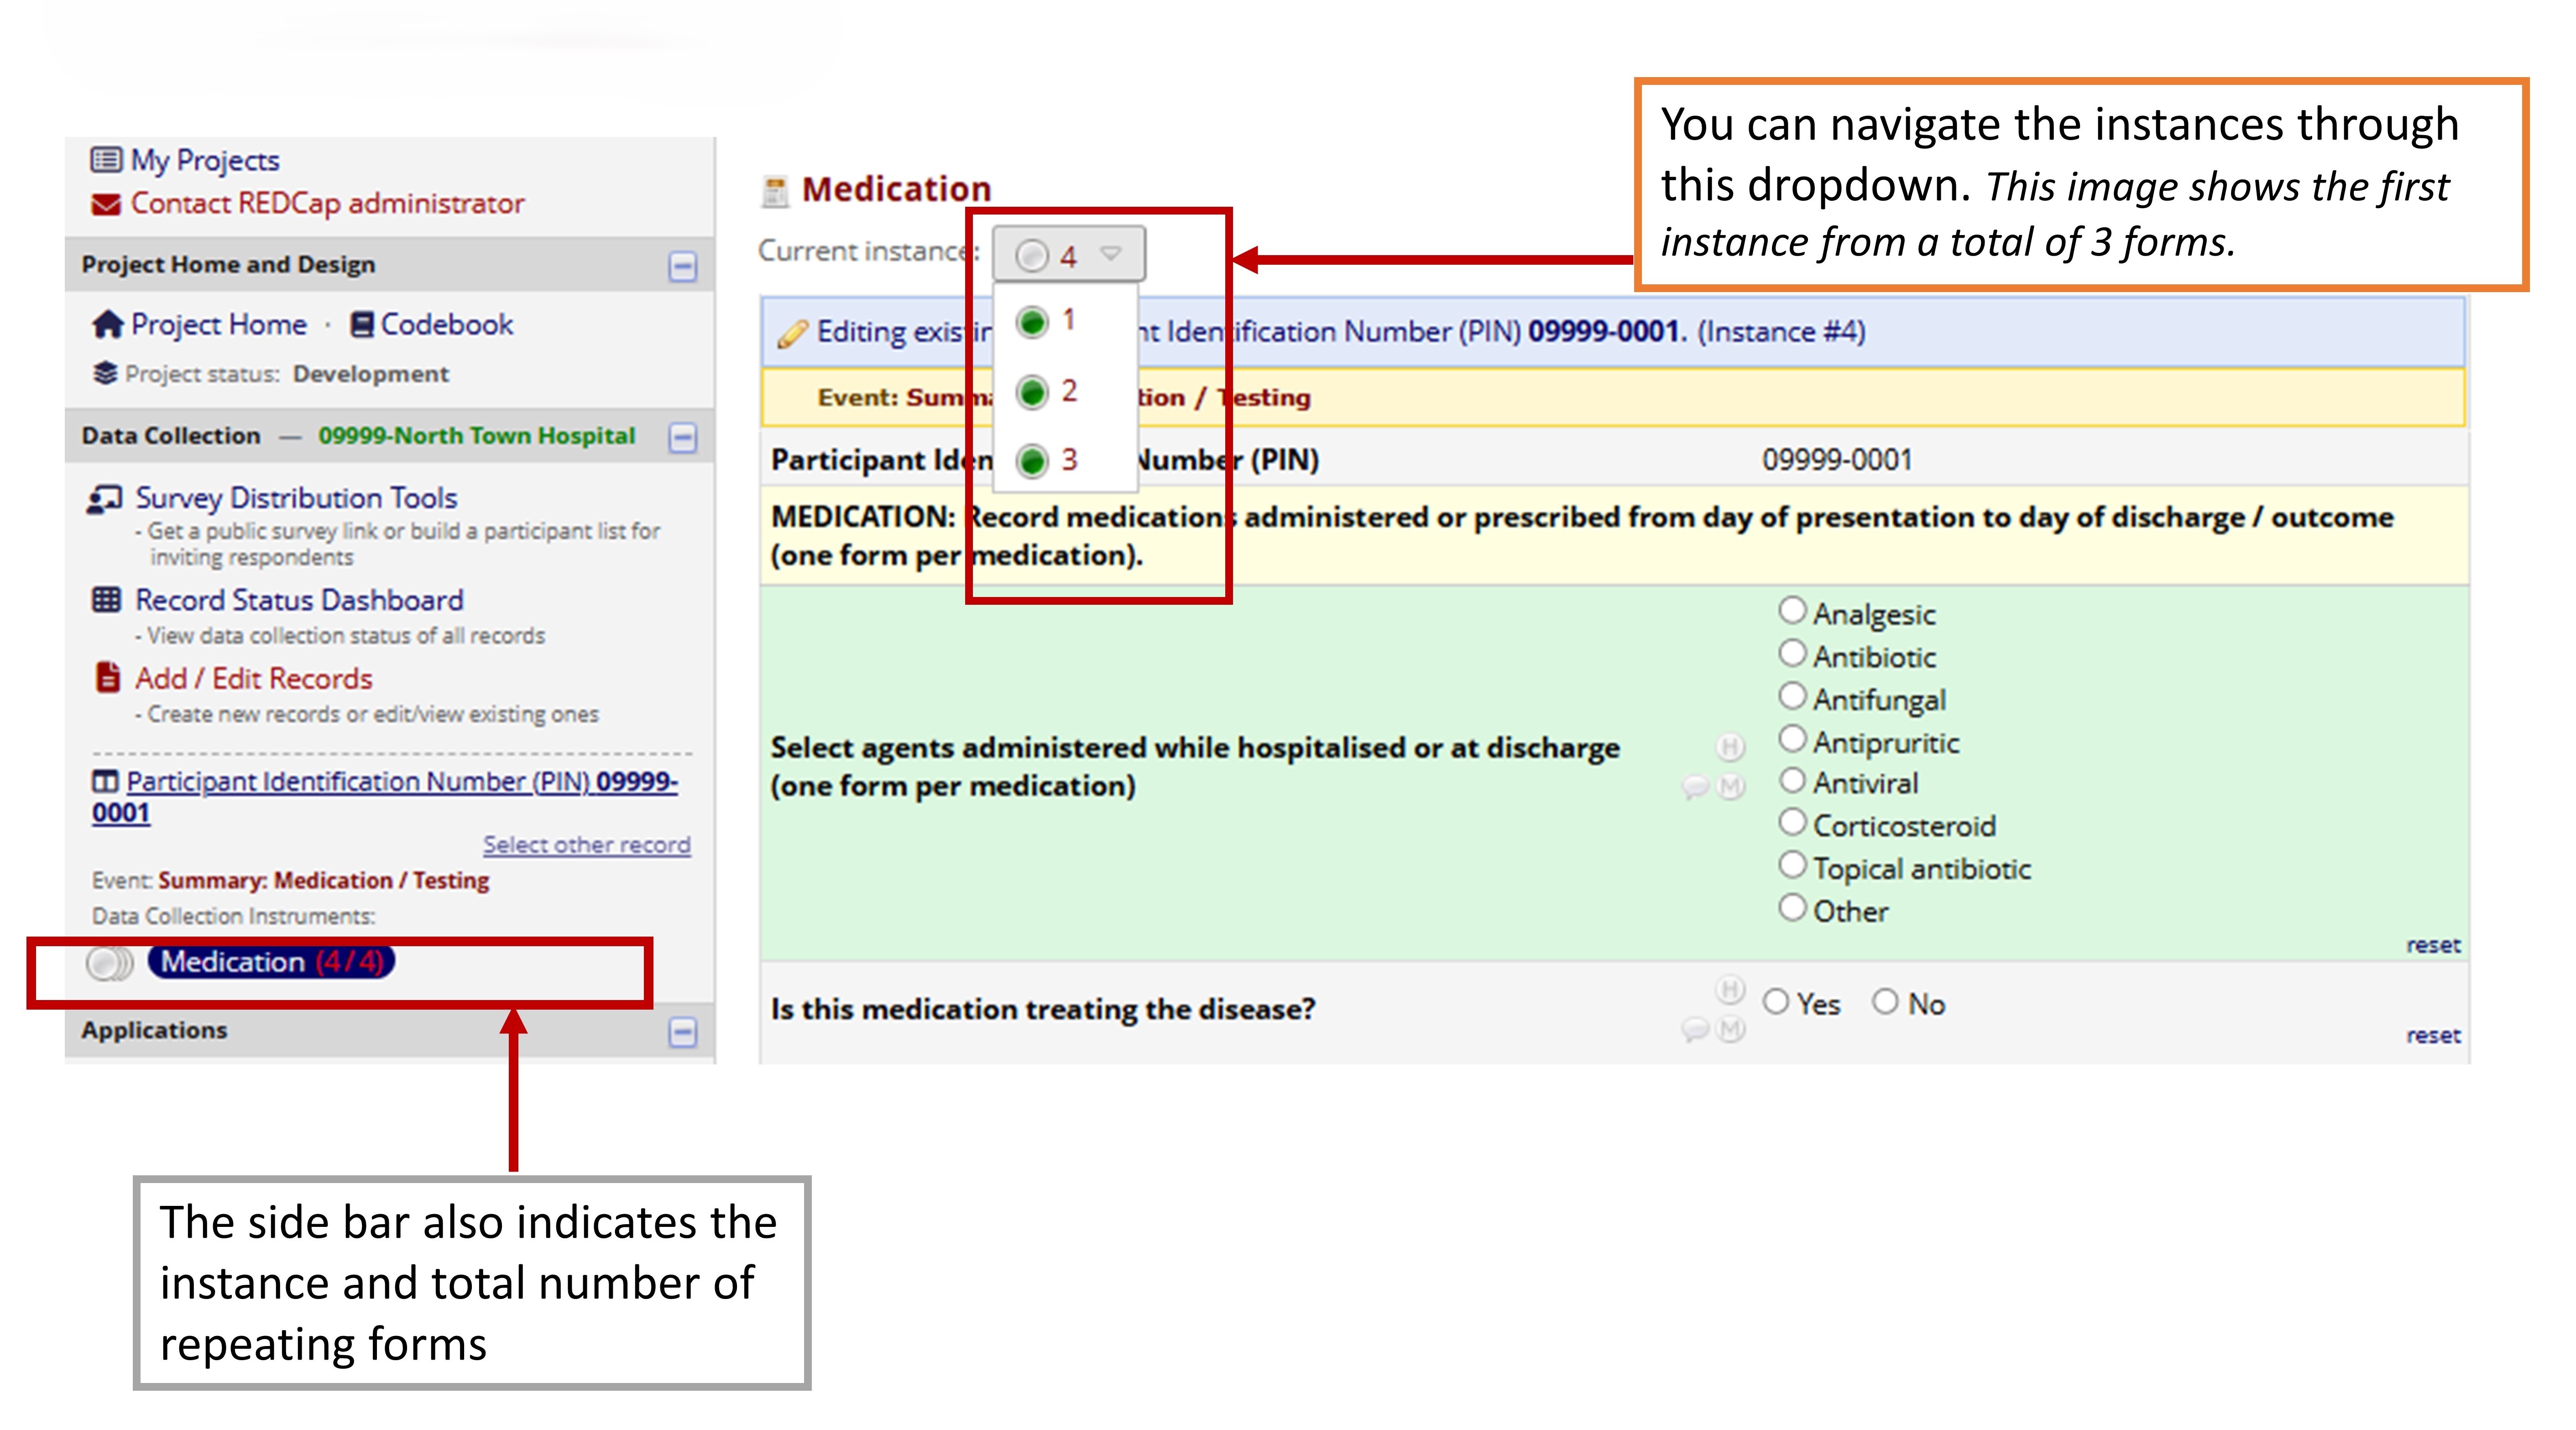 My Projects
Contact REDCap administrator
Project Home and Design
Project Home · Codebook
Project status: Development
Data Collection — 09999-North Town Hospital
Survey Distribution Tools
- Get a public survey link or build a participant list for
inviting respondents
Record Status Dashboard
- View data collection status of all records
Add / Edit Records
- Create new records or edit/view existing ones
Participant Identification Number (PIN) 09999-
0001
Select other record
Event: Summary: Medication / Testing
Data Collection Instruments:
Medication (4/4)
Applications
Medication
Current instance: 4
1
2
3
Editing exis t Identification Number (PIN) 09999-0001. (Instance #4)
Event: Summ tion / Testing
Participant Iden Number (PIN) 09999-0001
MEDICATION: Record medications administered or prescribed from day of presentation to day of discharge / outcome
(one form per medication).
Select agents administered while hospitalised or at discharge
(one form per medication)
H
M
Analgesic
Antibiotic
Antifungal
Antipruritic
Antiviral
Corticosteroid
Topical antibiotic
Other
reset
Is this medication treating the disease?
H
M
Yes No
reset
You can navigate the instances through
this dropdown. This image shows the first
instance from a total of 3 forms.
The side bar also indicates the
instance and total number of
repeating forms